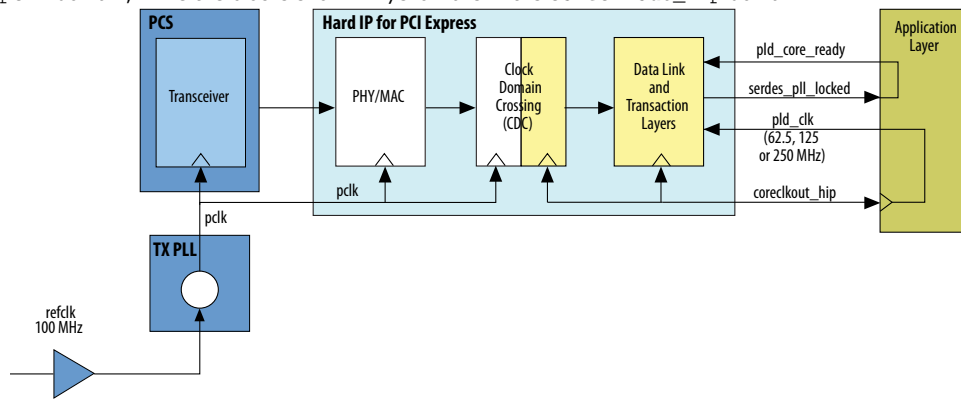 PCS
Hard IP for PCI Express
Application
Layer
Transceiver
PHY/MAC
Clock
Domain
Crossing
(CDC)
Data Link
and
Transaction
Layers
pld_core_ready
serdes_pll_locked
pld_clk
(62.5, 125
or 250 MHz)
coreclkout_hip
pclk
pclk
TX PLL
refclk
100 MHz